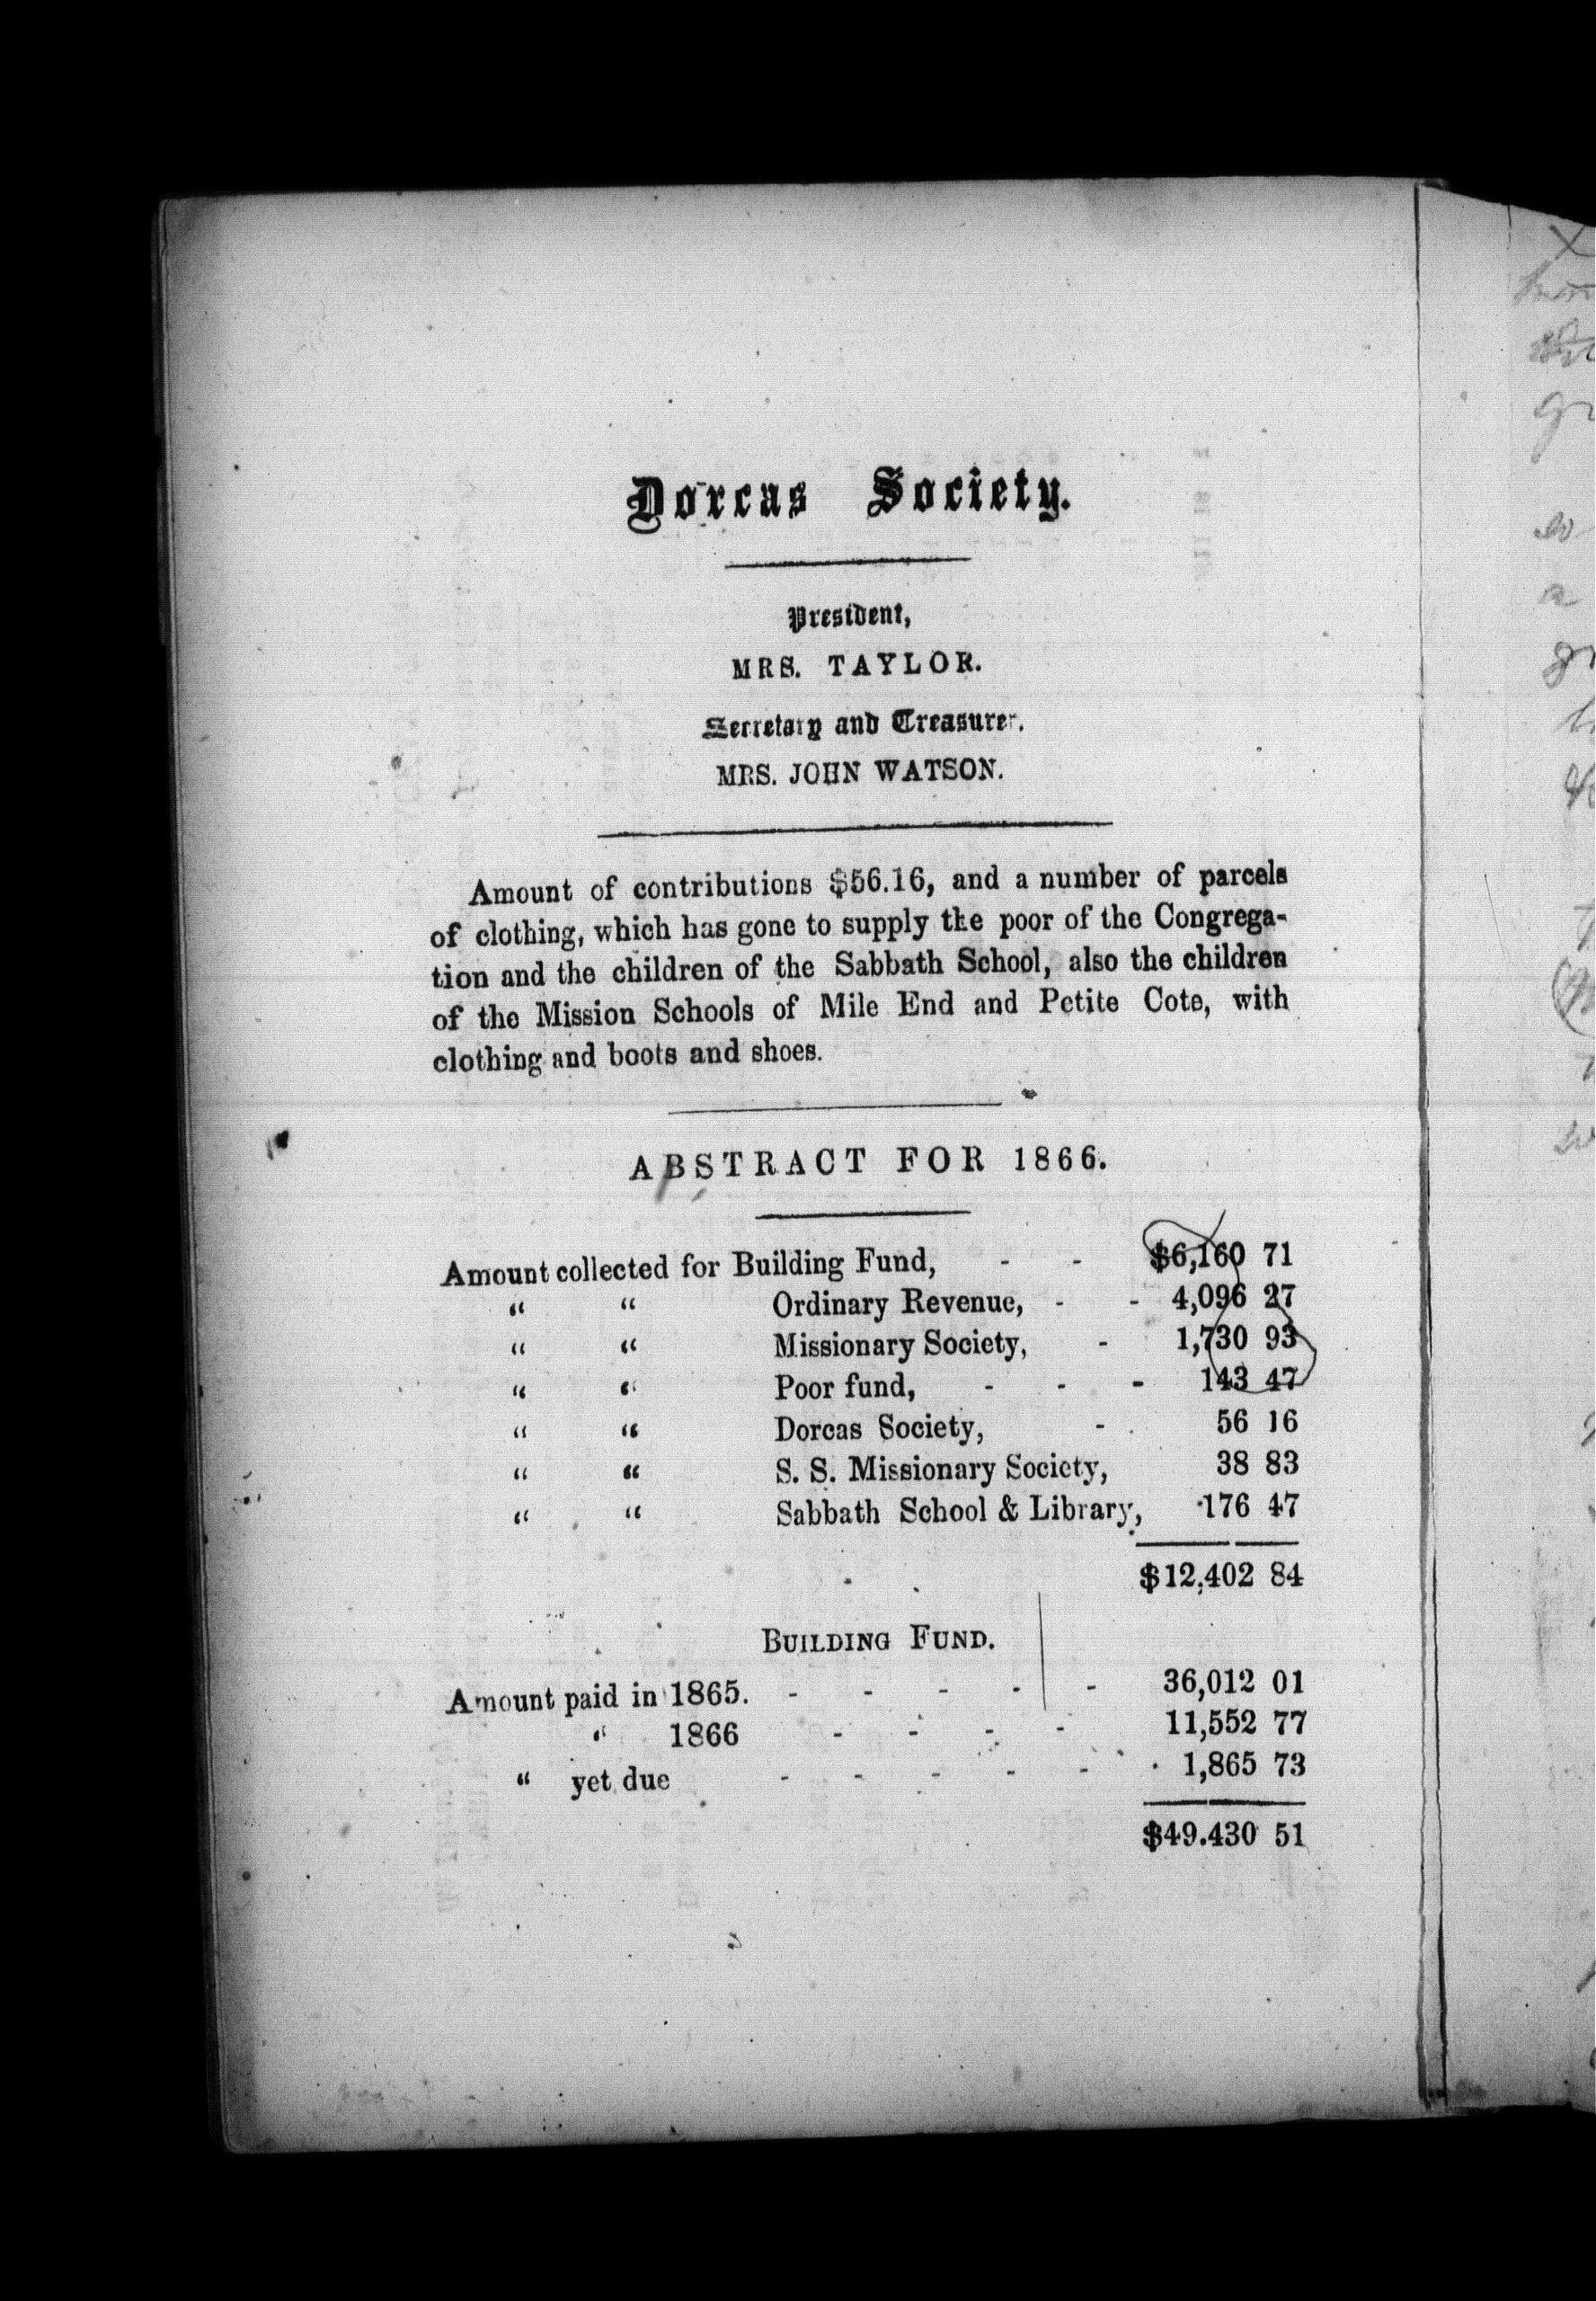 Dorcas Society.
President,
MRS. TAYLOR.
Secretary and Treasurer.
MRS. JOHN WATSON.
Amount of contributions $56.16, and a number of parcels
of clothing, which has gone to supply the poor of the Congrega-
tion and the children of the Sabbath School, also the children
of the Mission Schools of Mile End and Petite Cote, with
clothing and boots and shoes.
ABSTRACT FOR 1866.
Amount collected for Building Fund, - - $6,160 71
“ “ Ordinary Revenue, - - 4,096 27
“ “ Missionary Society, - 1,730 93
“ “ Poor fund, - - - 143 47
“ “ Dorcas Society, - 56 16
“ “ S. S. Missionary Society, 38 83
“ “ Sabbath School & Library, 176 47
$12,402 84
BUILDING FUND.
Amount paid in 1865. - - - - - 36,012 01
“ 1866 - - - - 11,552 77
“ yet due - - - - - 1,865 73
$49.430 51